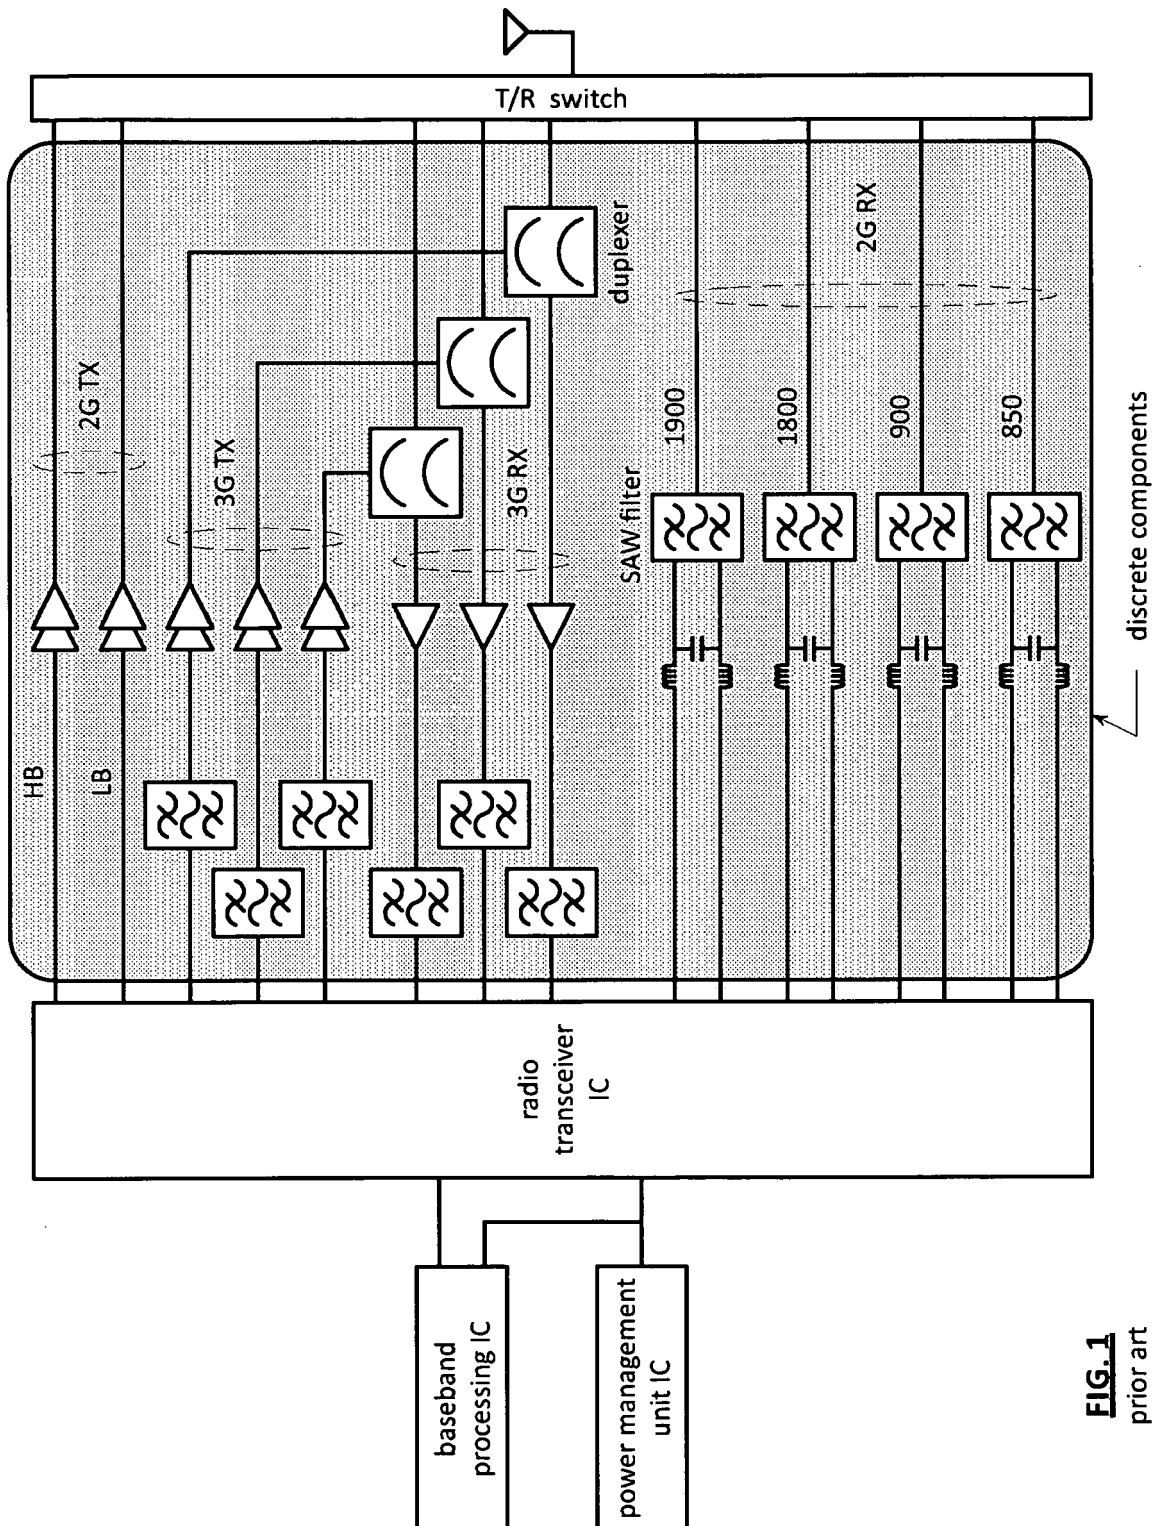 T/R switch
2G TX
3G TX
3G RX
duplexer
2G RX
SAW filter
1900
1800
900
850
HB
LB
discrete components
radio
transceiver
IC
baseband
processing IC
power management
unit IC
FIG. 1
prior art